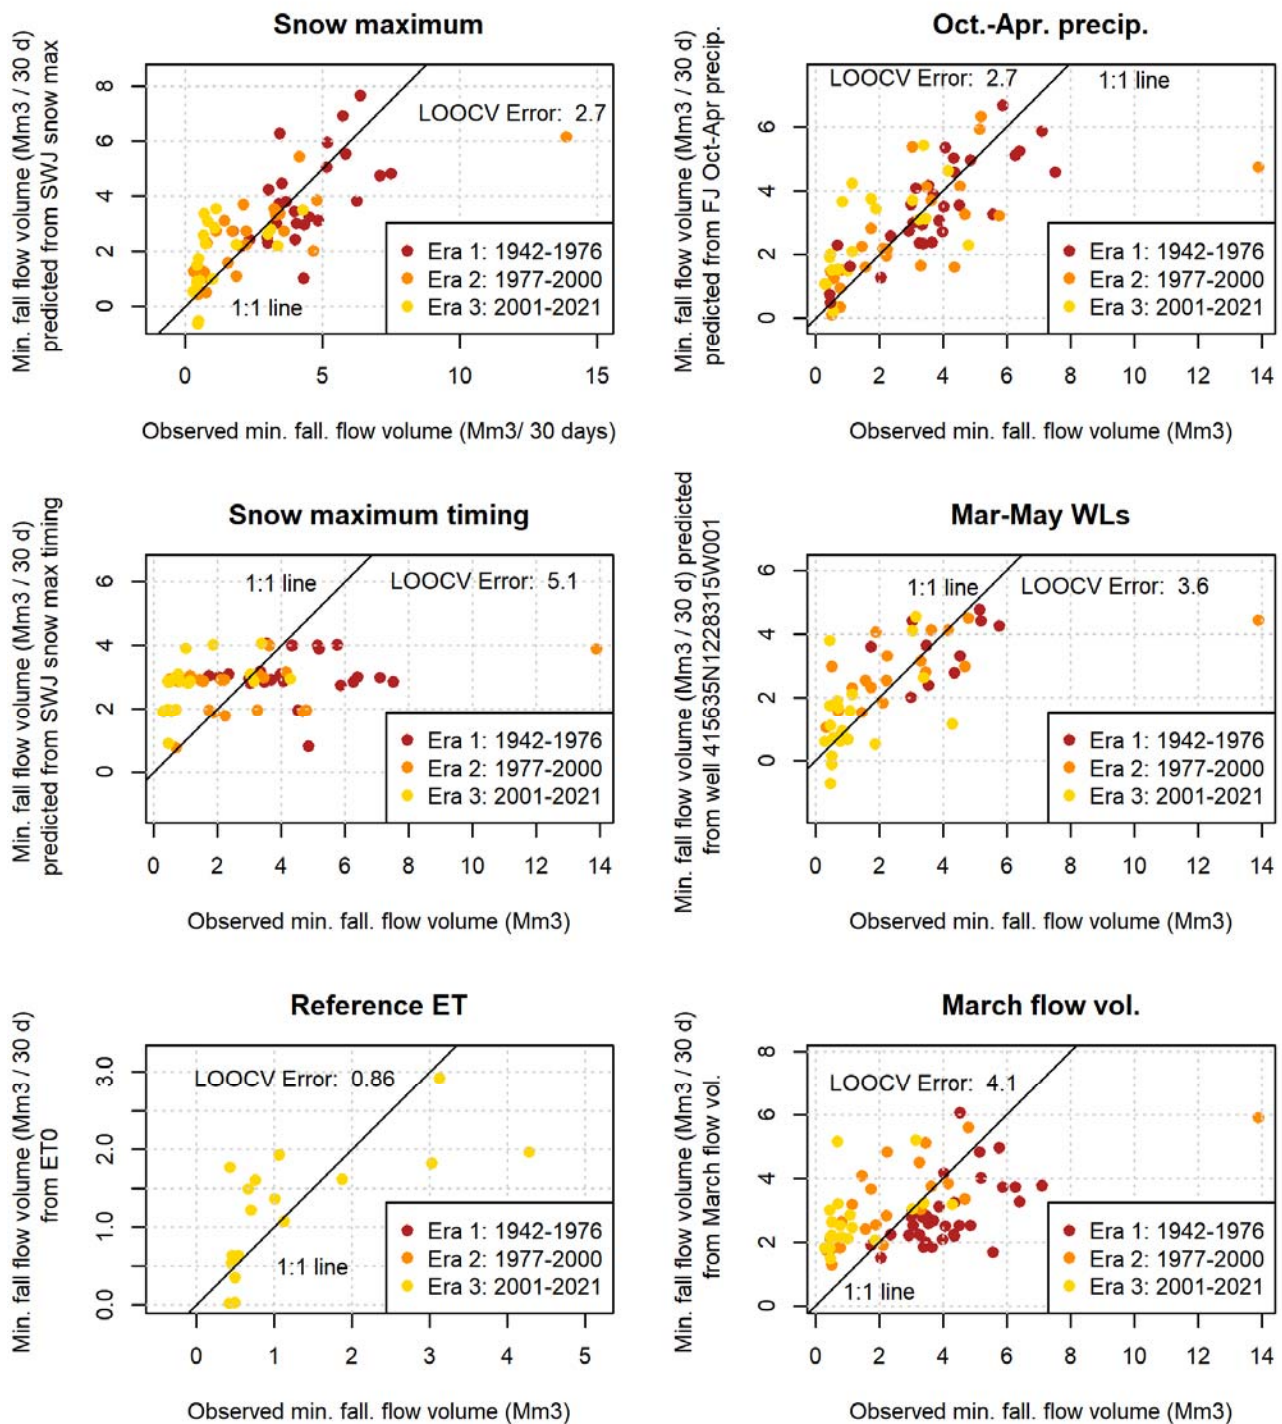 Snow maximum
Min. fall flow volume (Mm3 / 30 d)
predicted from SWJ snow max
8
6
4
2
0
LOOCV Error: 2.7
1:1 line
Era 1: 1942-1976
Era 2: 1977-2000
Era 3: 2001-2021
0 5 10 15
Observed min. fall. flow volume (Mm3/ 30 days)
Oct.-Apr. precip.
Min. fall flow volume (Mm3 / 30 d)
predicted from FJ Oct-Apr precip.
6
4
2
0
LOOCV Error: 2.7
1:1 line
Era 1: 1942-1976
Era 2: 1977-2000
Era 3: 2001-2021
0 2 4 6 8 10 12 14
Observed min. fall. flow volume (Mm3)
Snow maximum timing
Min. fall flow volume (Mm3 / 30 d)
predicted from SWJ snow max timing
6
4
2
0
1:1 line
LOOCV Error: 5.1
Era 1: 1942-1976
Era 2: 1977-2000
Era 3: 2001-2021
0 2 4 6 8 10 12 14
Observed min. fall. flow volume (Mm3)
Mar-May WLs
Min. fall flow volume (Mm3 / 30 d) predicted
from well 415635N1228315W001
6
4
2
0
1:1 line
LOOCV Error: 3.6
Era 1: 1942-1976
Era 2: 1977-2000
Era 3: 2001-2021
0 2 4 6 8 10 12 14
Observed min. fall. flow volume (Mm3)
Reference ET
Min. fall flow volume (Mm3 / 30 d)
from ET0
3.0
2.0
1.0
0.0
LOOCV Error: 0.86
1:1 line
Era 1: 1942-1976
Era 2: 1977-2000
Era 3: 2001-2021
0 1 2 3 4 5
Observed min. fall. flow volume (Mm3)
March flow vol.
Min. fall flow volume (Mm3 / 30 d)
from March flow vol.
8
6
4
2
0
LOOCV Error: 4.1
1:1 line
Era 1: 1942-1976
Era 2: 1977-2000
Era 3: 2001-2021
0 2 4 6 8 10 12 14
Observed min. fall. flow volume (Mm3)